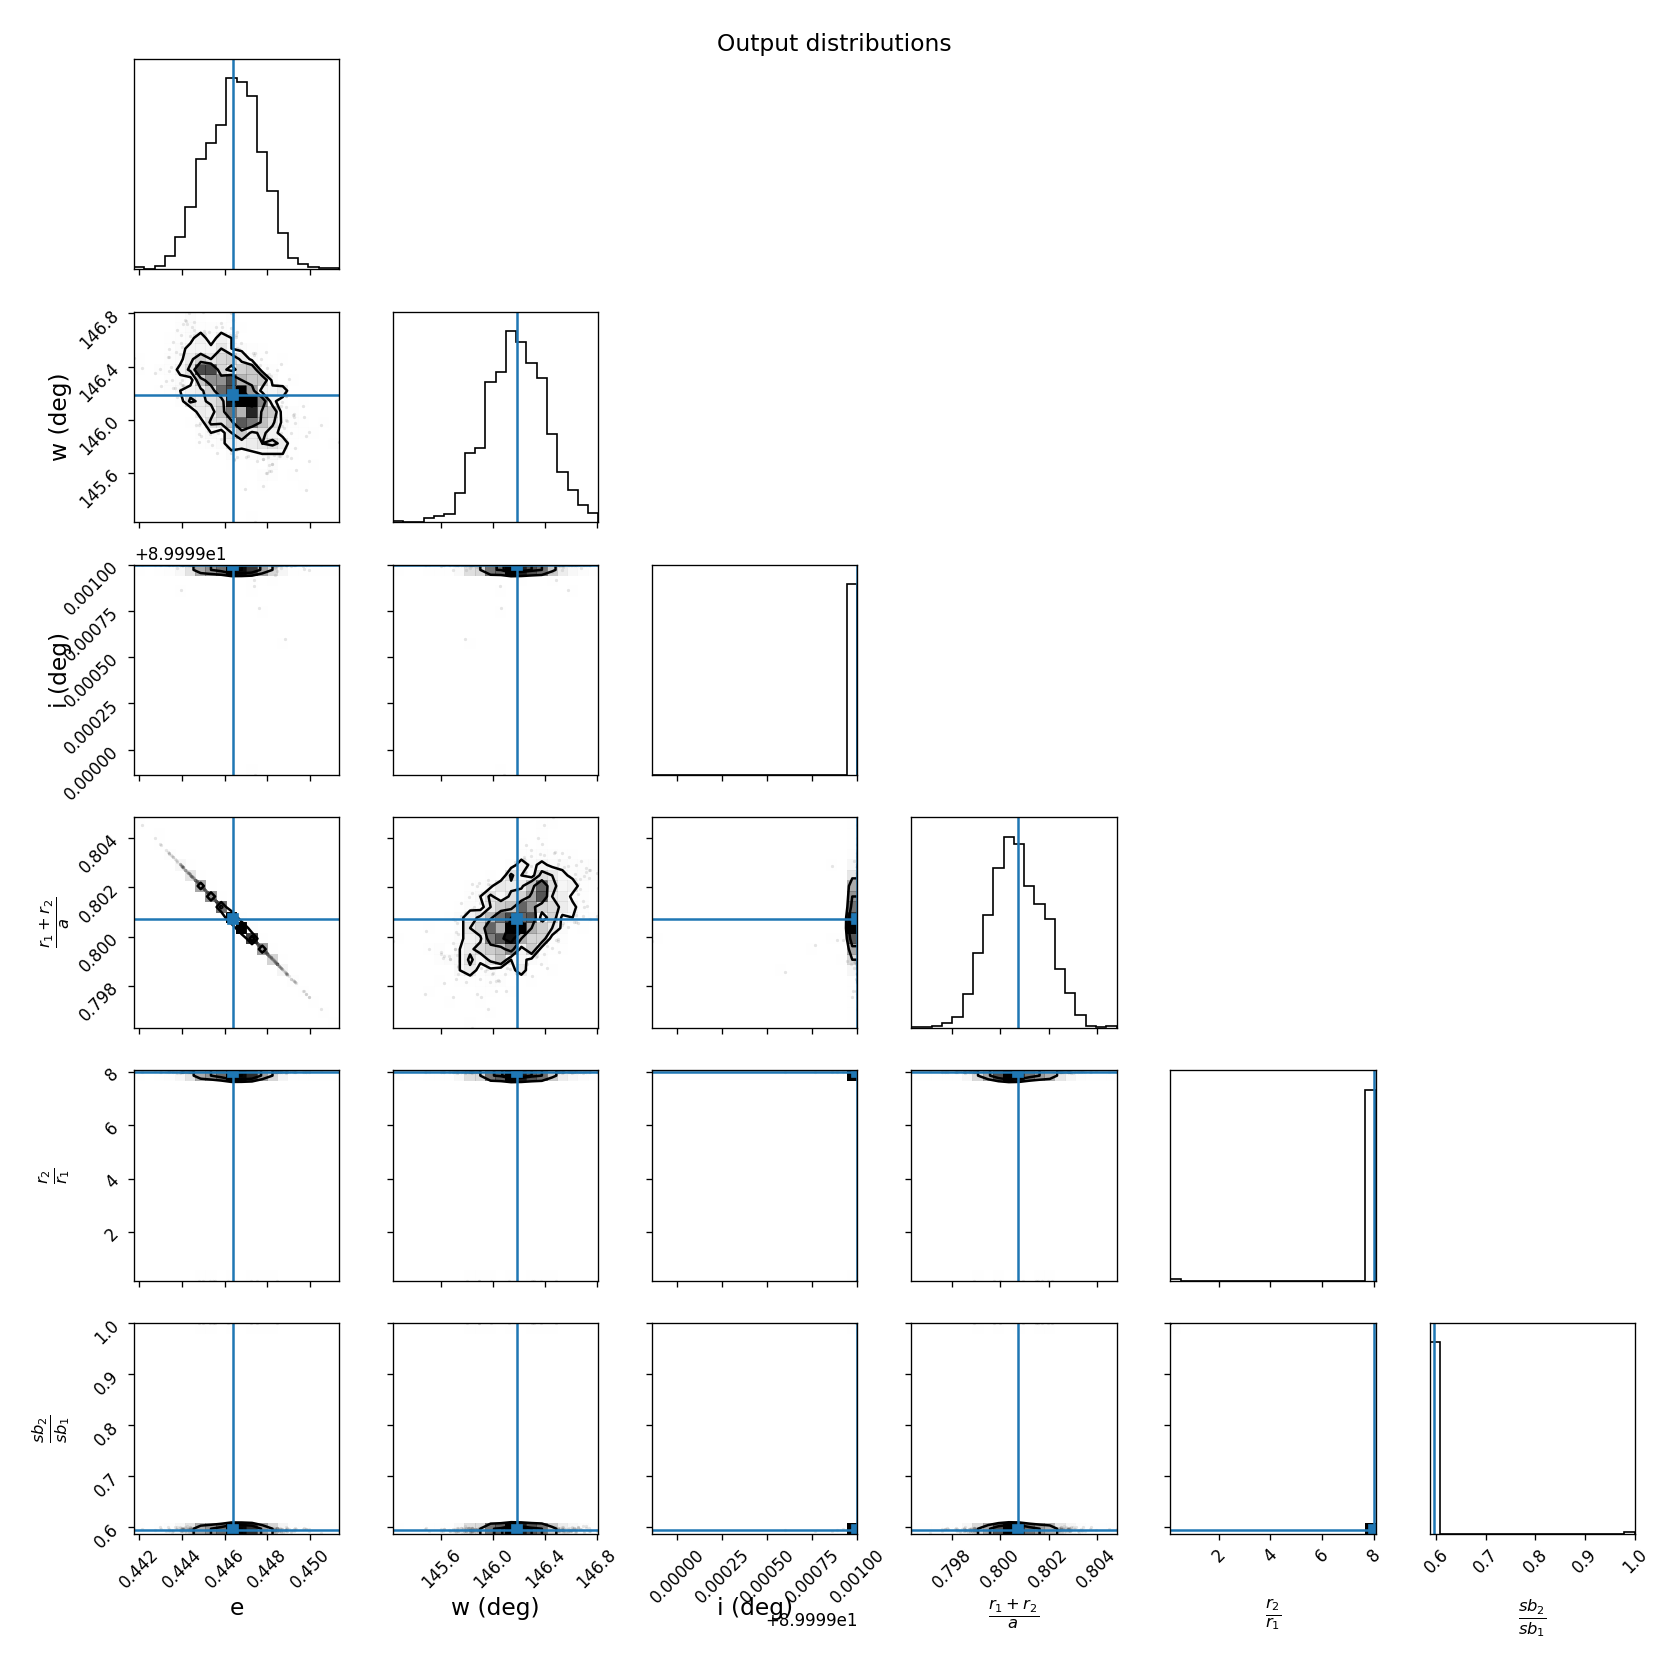 Output distributions
146.8
146.4
146.0
145.6
w (deg)
+8.9999e1
0.00100
0.00075
0.00050
0.00025
0.00000
i (deg)
0.804
0.802
0.800
0.798
r₁ + r₂
a
8
6
4
2
r₂
r₁
1.0
0.9
0.8
0.7
0.6
sb₂
sb₁
0.442 0.444 0.446 0.448 0.450
145.6 146.0 146.4 146.8
0.00000 0.00025 0.00050 0.00075 0.00100
0.798 0.800 0.802 0.804
2 4 6 8
0.6 0.7 0.8 0.9 1.0
e
w (deg)
i (deg)
+8.9999e1
r₁ + r₂
a
r₂
r₁
sb₂
sb₁